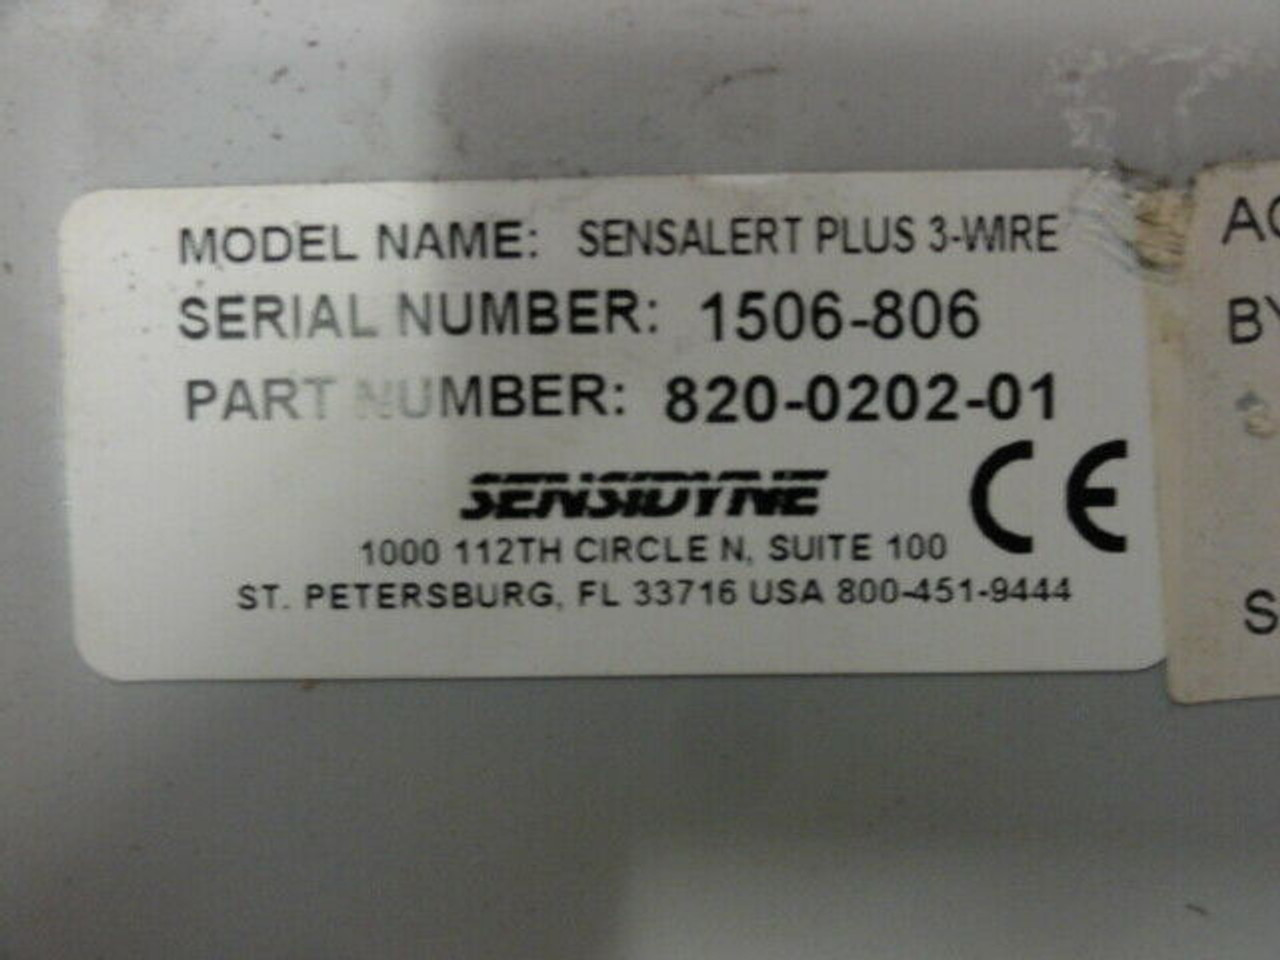 MODEL NAME: SENSALERT PLUS 3-WIRE
SERIAL NUMBER: 1506-806
PART NUMBER: 820-0202-01
SENSIDYNE CE
1000 112TH CIRCLE N, SUITE 100
ST. PETERSBURG, FL 33716 USA 800-451-9444
BY